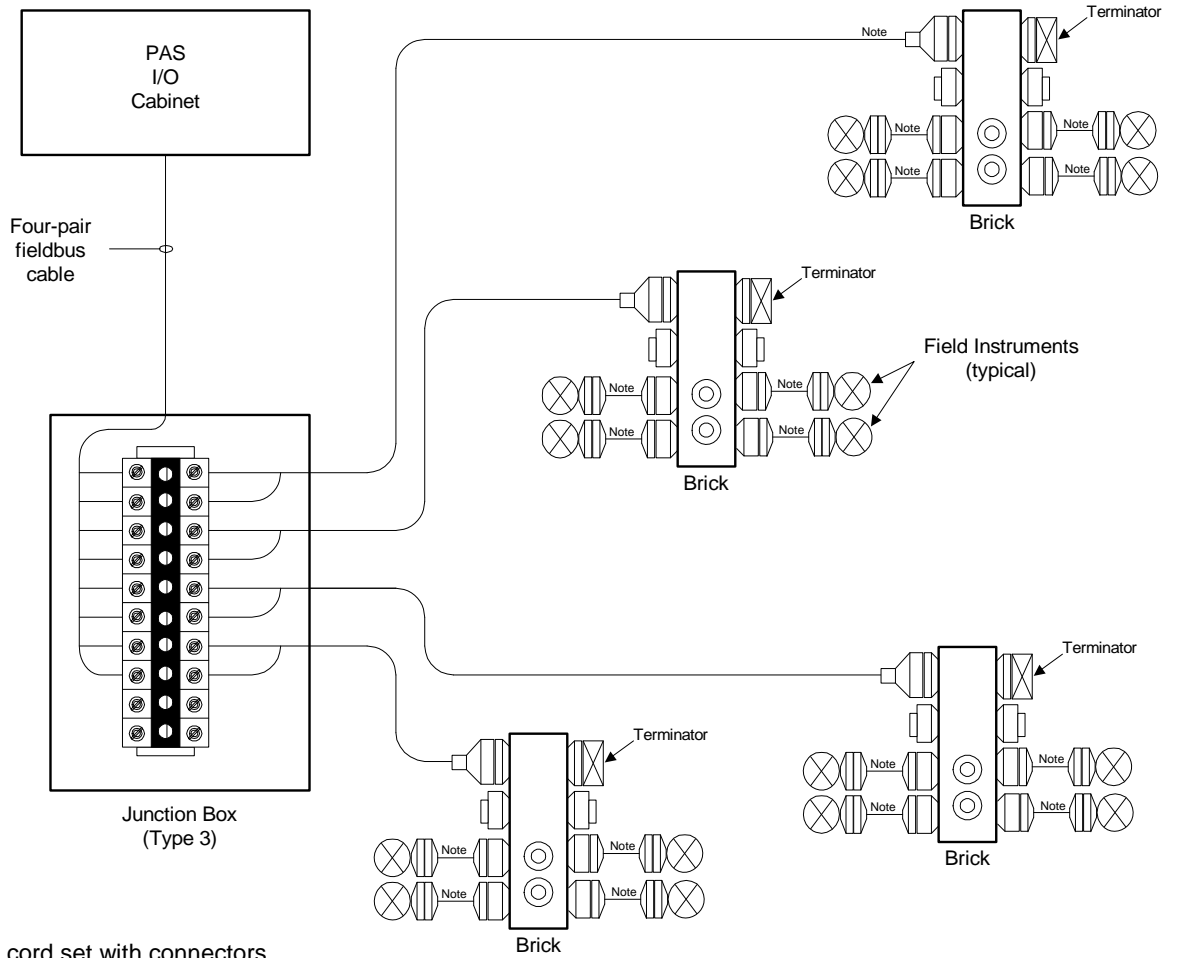 PAS
I/O
Cabinet
Four-pair
fieldbus
cable
Note
Terminator
Note
Note
Note
Note
Brick
Terminator
Note
Note
Note
Note
Brick
Field Instruments
(typical)
Terminator
Note
Note
Note
Note
Brick
Terminator
Note
Note
Note
Note
Brick
Junction Box
(Type 3)
cord set with connectors